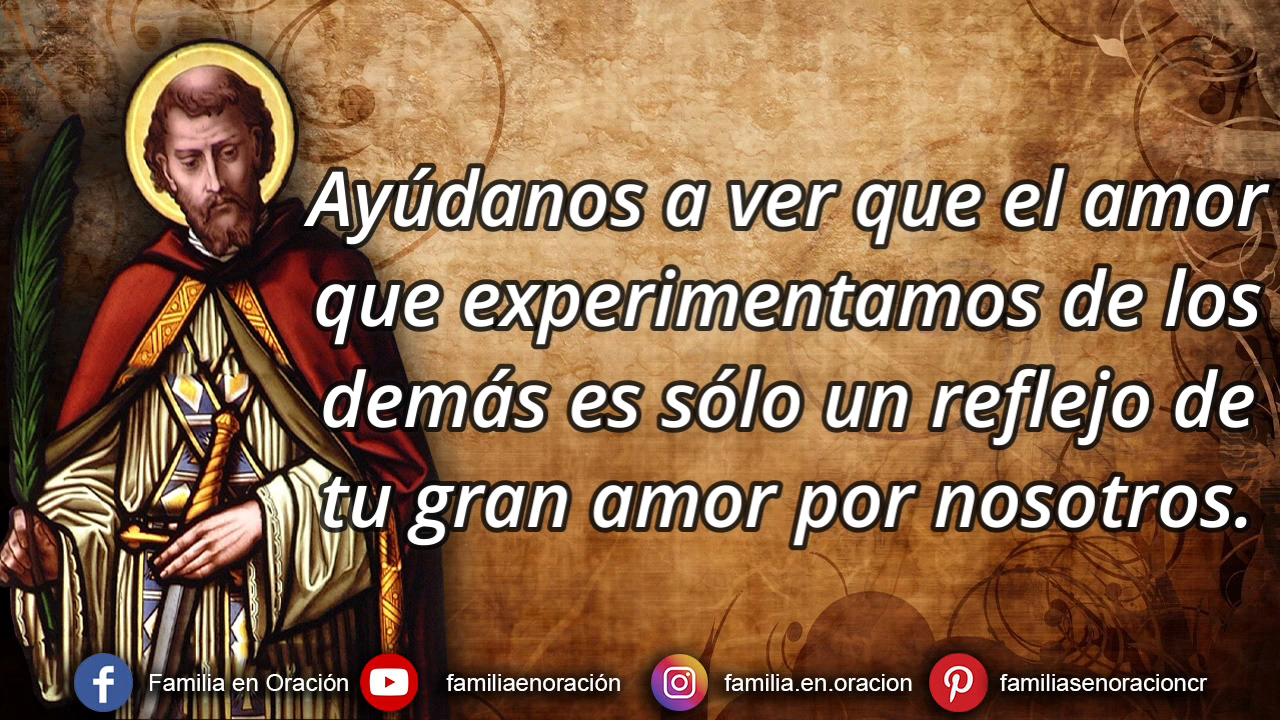 Ayúdanos a ver que el amor
que experimentamos de los
demás es sólo un reflejo de
tu gran amor por nosotros.
Familia en Oración familiaenoración familia.en.oracion familiasenoracioncr